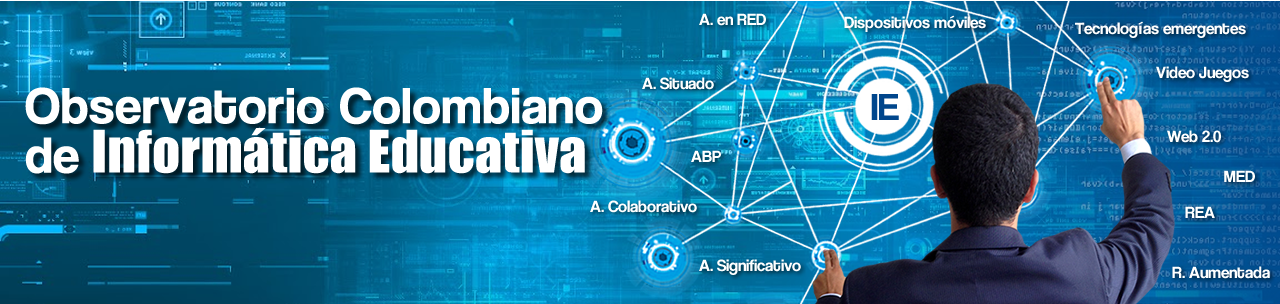 Observatorio Colombiano
de Informática Educativa
A. en RED
Dispositivos móviles
Tecnologías emergentes
A. Situado
Video Juegos
IE
ABP
Web 2.0
MED
A. Colaborativo
REA
A. Significativo
R. Aumentada